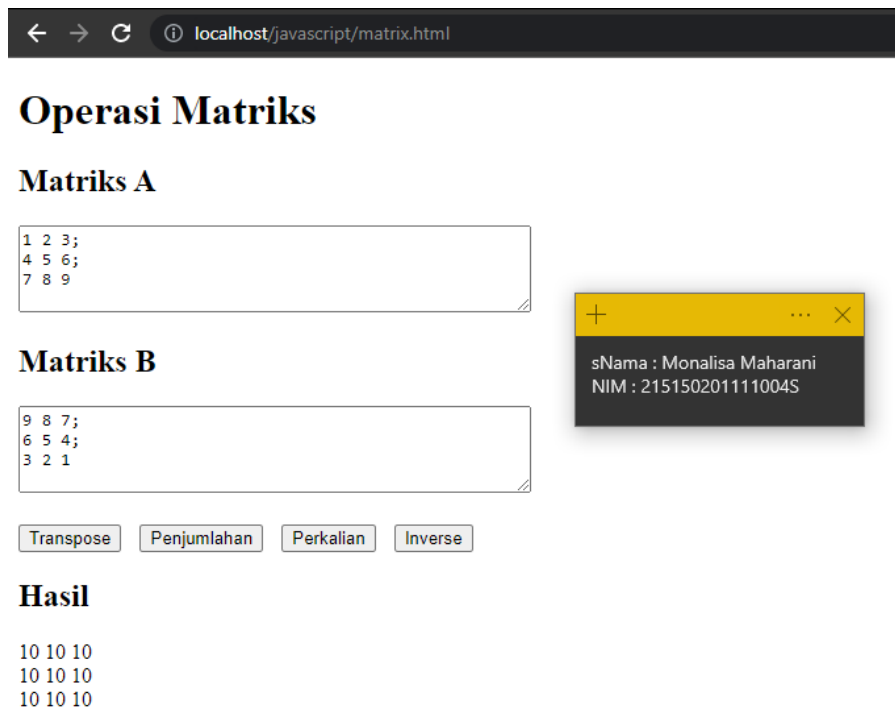 localhost/javascript/matrix.html
Operasi Matriks
Matriks A
1 2 3;
4 5 6;
7 8 9
sNama : Monalisa Maharani
NIM : 215150201111004S
Matriks B
9 8 7;
6 5 4;
3 2 1
Transpose Penjumlahan Perkalian Inverse
Hasil
10 10 10
10 10 10
10 10 10